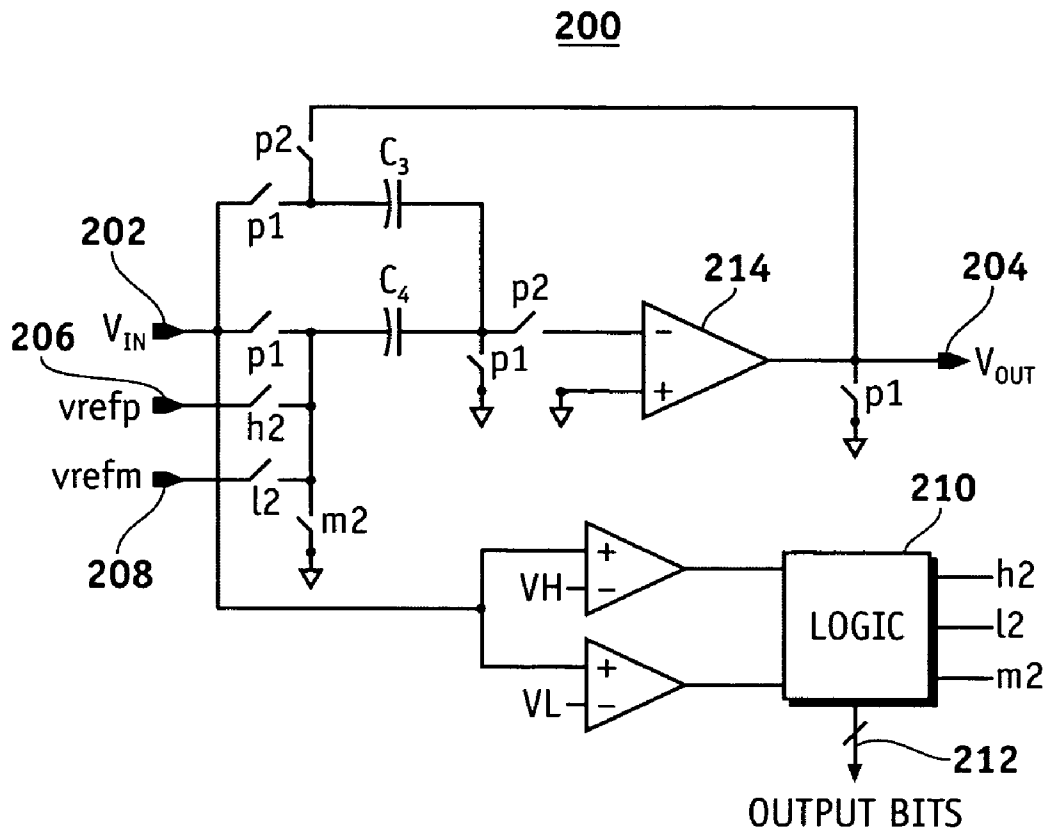 200
p2
C3
p1
202
C4
p2
214
204
VIN
p1
p1
VOUT
206
vrefp
h2
p1
vrefm
l2
m2
208
210
+
−
VH
−
+
h2
LOGIC
l2
+
m2
VL
−
212
OUTPUT BITS